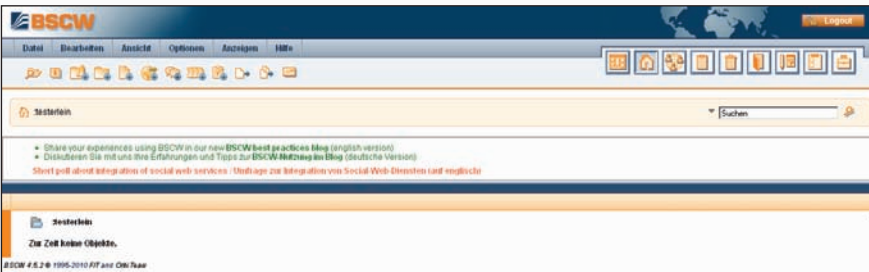 BSCW
Logout
Datei Bearbeiten Ansicht Optionen Anzeigen Hilfe
:testerlein
Suchen
Share your experiences using BSCW in our new BSCW best practices blog (english version)
Diskutieren Sie mit uns Ihre Erfahrungen und Tipps zur BSCW-Nutzung im Blog (deutsche Version)
Short poll about integration of social web services / Umfrage zur Integration von Social-Web-Diensten (auf englisch)
:testerlein
Zur Zeit keine Objekte.
BSCW 4.5.2 © 1995-2010 FIT and OrbiTeam